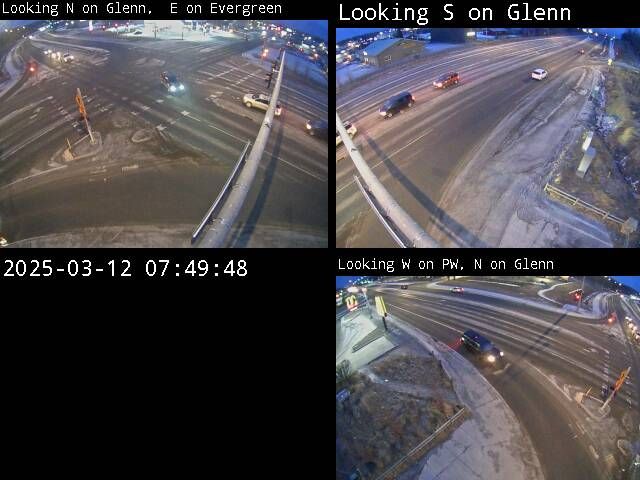 Looking N on Glenn,  E on Evergreen
Looking S on Glenn
2025-03-12 07:49:48
Looking W on PW, N on Glenn